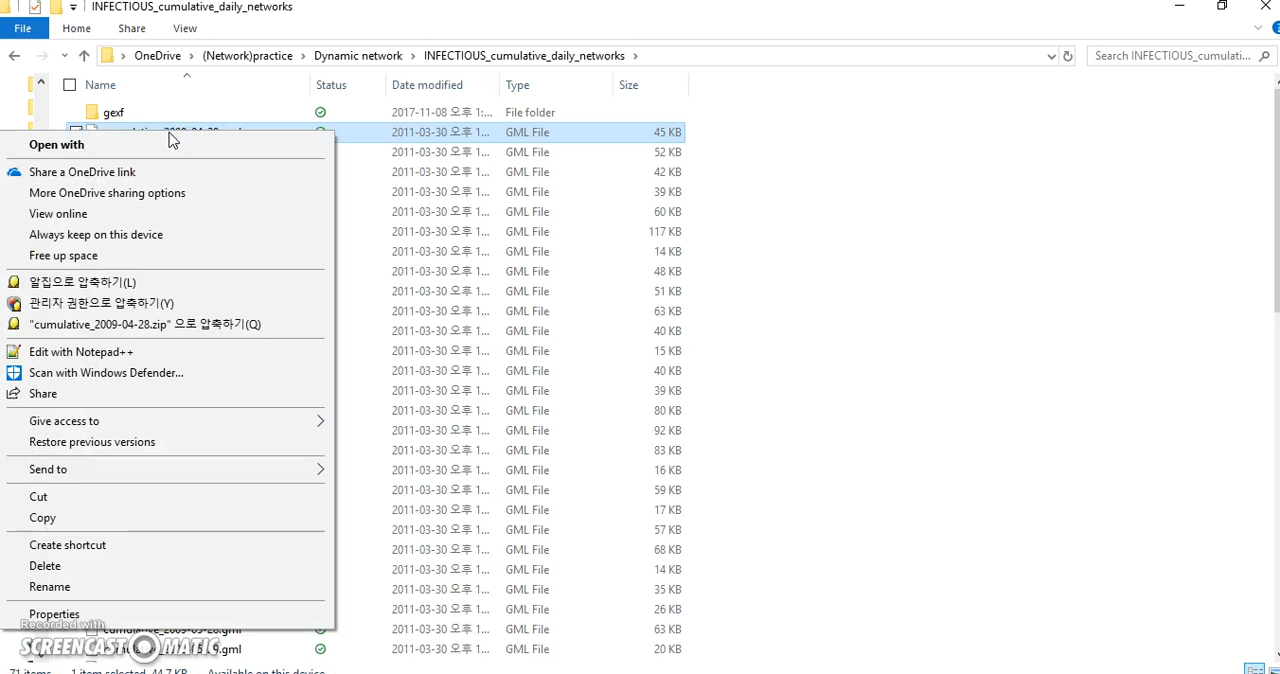 INFECTIOUS_cumulative_daily_networks
File Home Share View
OneDrive (Network)practice Dynamic network INFECTIOUS_cumulative_daily_networks
Search INFECTIOUS_cumulati...
Name Status Date modified Type Size
gexf 2017-11-08 오후 1:... File folder
2011-03-30 오후 1... GML File 45 KB
2011-03-30 오후 1... GML File 52 KB
2011-03-30 오후 1... GML File 42 KB
2011-03-30 오후 1... GML File 39 KB
2011-03-30 오후 1... GML File 60 KB
2011-03-30 오후 1... GML File 117 KB
2011-03-30 오후 1... GML File 14 KB
2011-03-30 오후 1... GML File 48 KB
2011-03-30 오후 1... GML File 51 KB
2011-03-30 오후 1... GML File 63 KB
2011-03-30 오후 1... GML File 40 KB
2011-03-30 오후 1... GML File 15 KB
2011-03-30 오후 1... GML File 40 KB
2011-03-30 오후 1... GML File 39 KB
2011-03-30 오후 1... GML File 80 KB
2011-03-30 오후 1... GML File 92 KB
2011-03-30 오후 1... GML File 83 KB
2011-03-30 오후 1... GML File 16 KB
2011-03-30 오후 1... GML File 59 KB
2011-03-30 오후 1... GML File 17 KB
2011-03-30 오후 1... GML File 57 KB
2011-03-30 오후 1... GML File 68 KB
2011-03-30 오후 1... GML File 14 KB
2011-03-30 오후 1... GML File 35 KB
2011-03-30 오후 1... GML File 26 KB
2011-03-30 오후 1... GML File 63 KB
2011-03-30 오후 1... GML File 20 KB
Open with
Share a OneDrive link
More OneDrive sharing options
View online
Always keep on this device
Free up space
알집으로 압축하기(L)
관리자 권한으로 압축하기(Y)
"cumulative_2009-04-28.zip" 으로 압축하기(Q)
Edit with Notepad++
Scan with Windows Defender...
Share
Give access to
Restore previous versions
Send to
Cut
Copy
Create shortcut
Delete
Rename
Properties
Recorded with
SCREENCAST MATIC
71 items 1 item selected 44.7 KB Available on this device